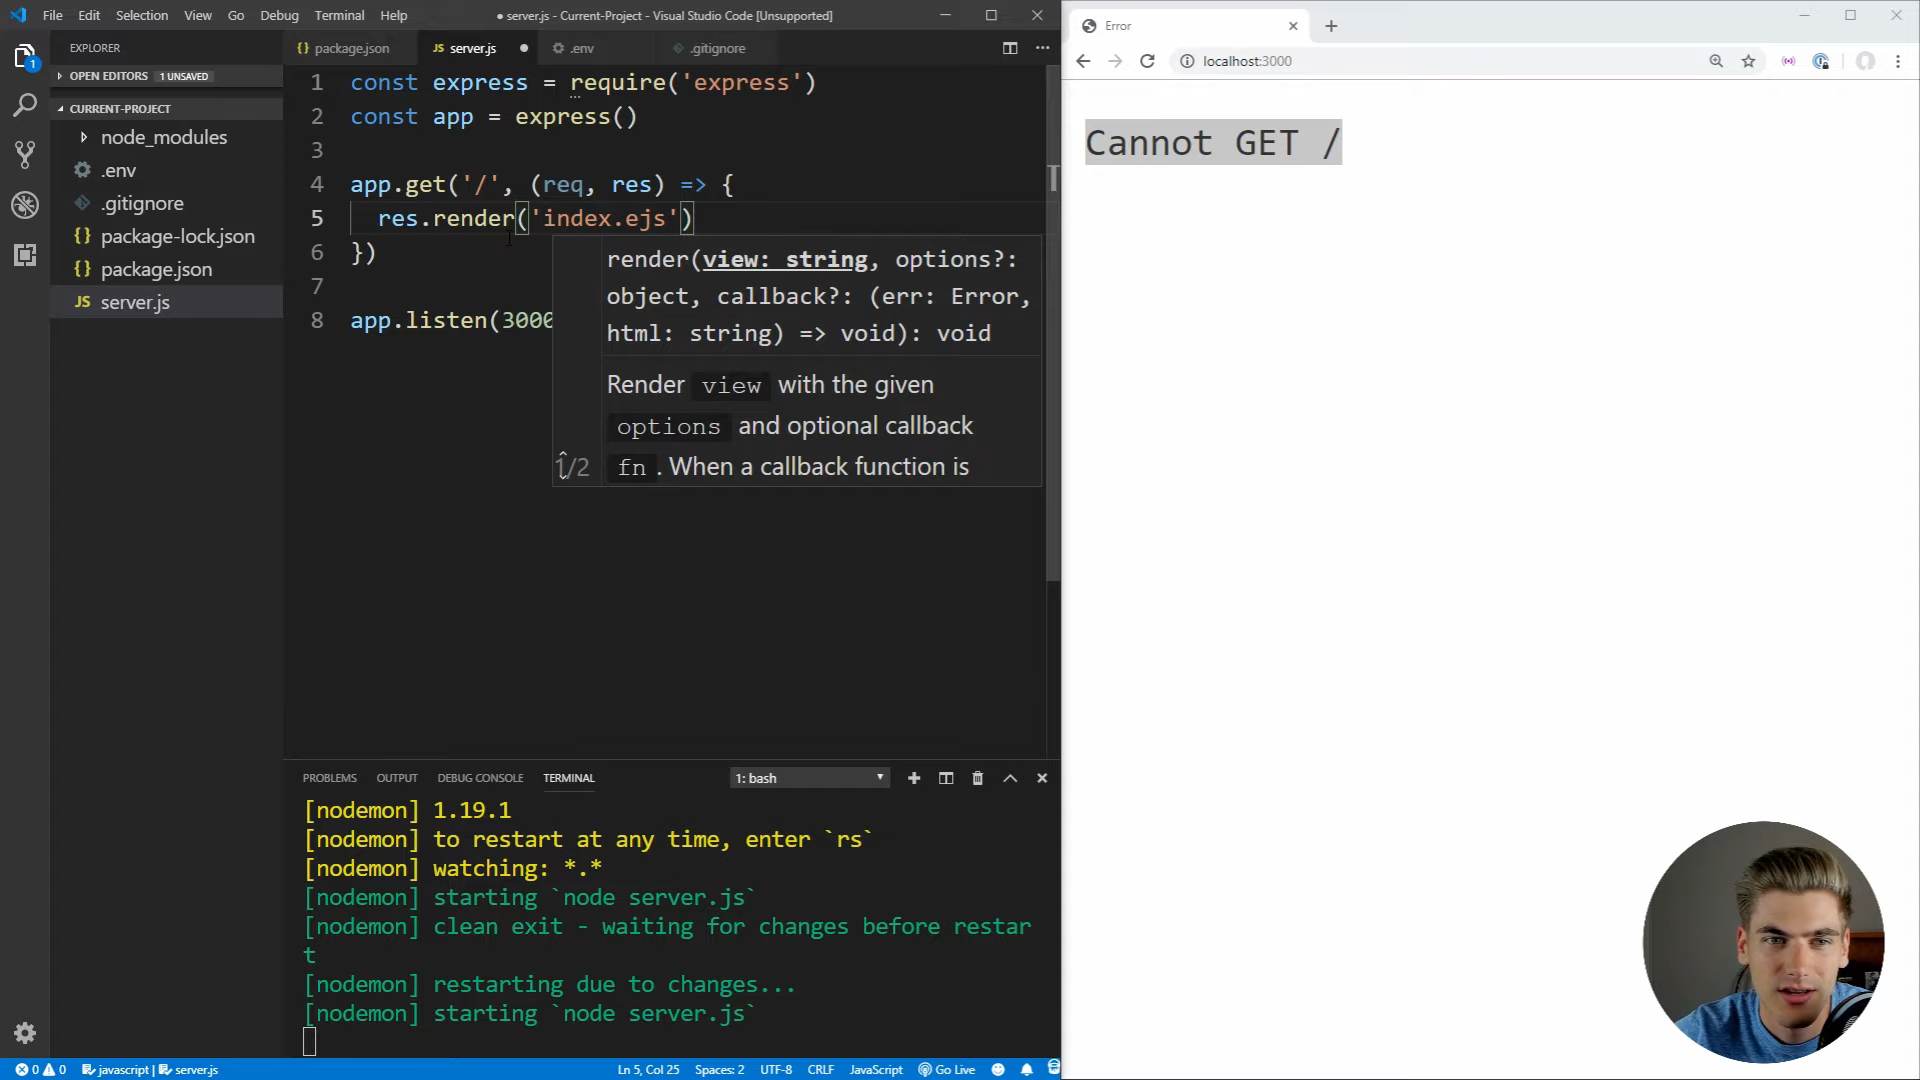 File Edit Selection View Go Debug Terminal Help
● server.js - Current-Project - Visual Studio Code [Unsupported]
EXPLORER
OPEN EDITORS 1 UNSAVED
CURRENT-PROJECT
node_modules
.env
.gitignore
{} package-lock.json
{} package.json
JS server.js
1
{} package.json
JS server.js ●
.env
.gitignore
1 const express = require('express')
2 const app = express()
3
4 app.get('/', (req, res) => {
5 res.render('index.ejs')
6 })
7
8 app.listen(3000
render(view: string, options?:
object, callback?: (err: Error,
html: string) => void): void
Render view with the given
options and optional callback
fn . When a callback function is
1/2
PROBLEMS OUTPUT DEBUG CONSOLE TERMINAL
1: bash
[nodemon] 1.19.1
[nodemon] to restart at any time, enter `rs`
[nodemon] watching: *.*
[nodemon] starting `node server.js`
[nodemon] clean exit - waiting for changes before restar
t
[nodemon] restarting due to changes...
[nodemon] starting `node server.js`
0 0 javascript | server.js
Ln 5, Col 25 Spaces: 2 UTF-8 CRLF JavaScript Go Live
Error
localhost:3000
Cannot GET /